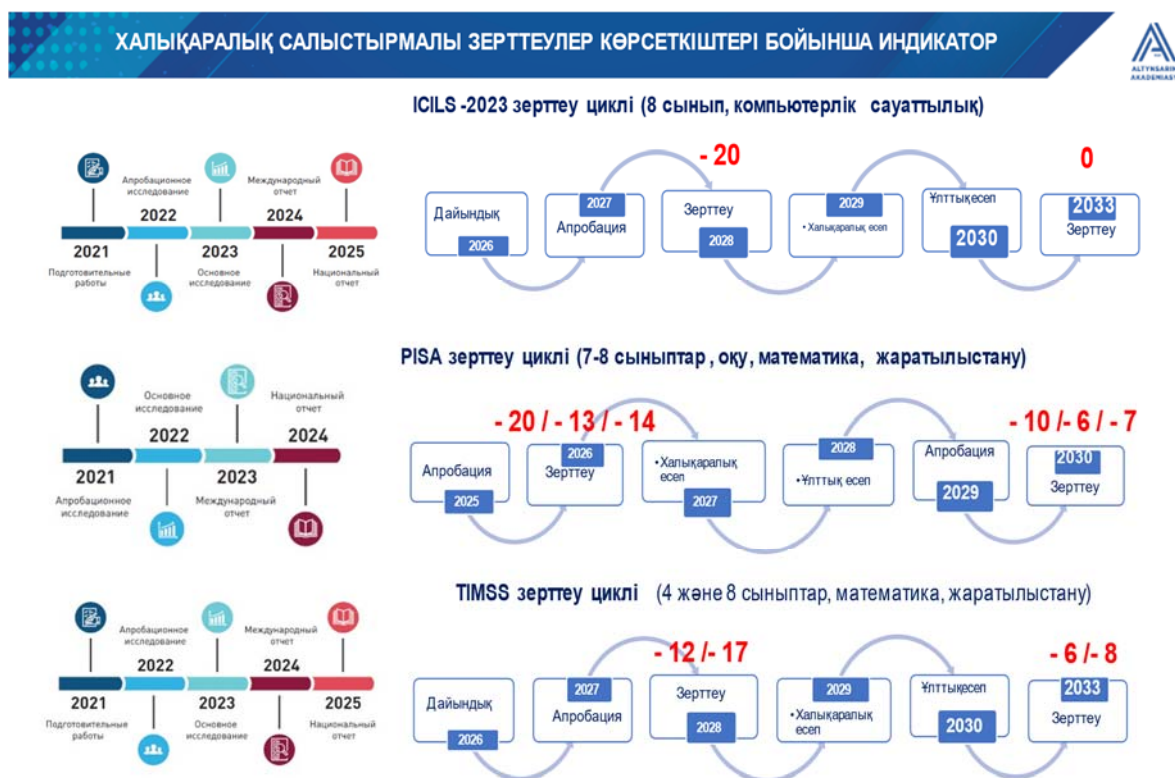 ХАЛЫҚАРАЛЫҚ САЛЫСТЫРМАЛЫ ЗЕРТТЕУЛЕР КӨРСЕТКІШТЕРІ БОЙЫНША ИНДИКАТОР
ALTYNSARIN
AKADEMIASY
ICILS -2023 зерттеу циклі (8 сынып, компьютерлік сауаттылық)
Апробационное
исследование
Международный
отчет
2022
2024
2021
2023
2025
Подготовительные
работы
Основное
исследование
Национальный
отчет
- 20
0
Дайындық
2026
2027
Апробация
Зерттеу
2028
2029
• Халықаралық есеп
Ұлттықесеп
2030
2033
Зерттеу
PISA зерттеу циклі (7-8 сыныптар , оқу, математика, жаратылыстану)
Основное
исследование
Национальный
отчет
2022
2024
2021
2023
Апробационное
исследование
Международный
отчет
- 20 / - 13 / - 14
- 10 /- 6 / - 7
Апробация
2025
2026
Зерттеу
•Халықаралық
есеп
2027
2028
•Ұлттық есеп
Апробация
2029
2030
Зерттеу
TIMSS зерттеу циклі (4 және 8 сыныптар, математика, жаратылыстану)
Апробационное
исследование
Международный
отчет
2022
2024
2021
2023
2025
Подготовительные
работы
Основное
исследование
Национальный
отчет
- 12 /- 17
- 6 /- 8
Дайындық
2026
2027
Апробация
Зерттеу
2028
2029
•Халықаралық
есеп
Ұлттықесеп
2030
2033
Зерттеу